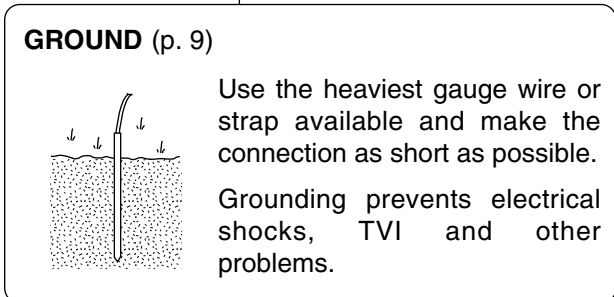 GROUND (p. 9)
Use the heaviest gauge wire or
strap available and make the
connection as short as possible.
Grounding prevents electrical
shocks, TVI and other
problems.